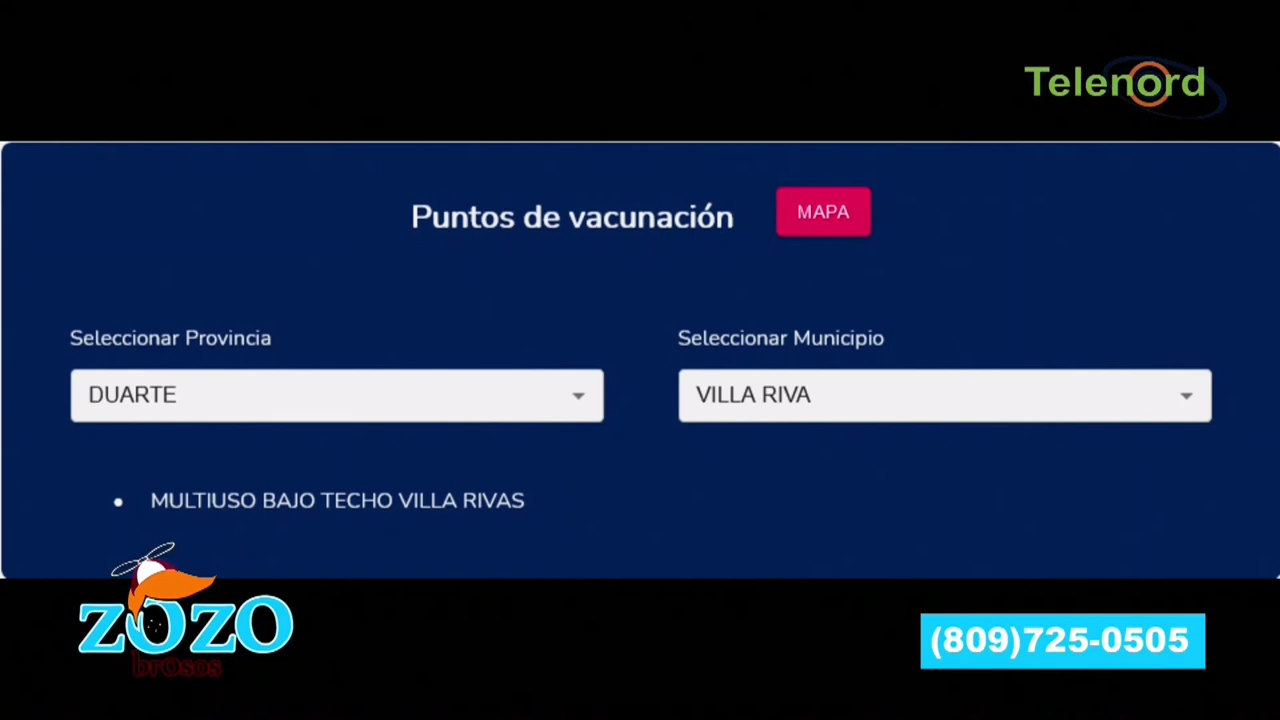 Telenord
Puntos de vacunación
MAPA
Seleccionar Provincia
Seleccionar Municipio
DUARTE
VILLA RIVA
• MULTIUSO BAJO TECHO VILLA RIVAS
zozo
brosos
(809)725-0505